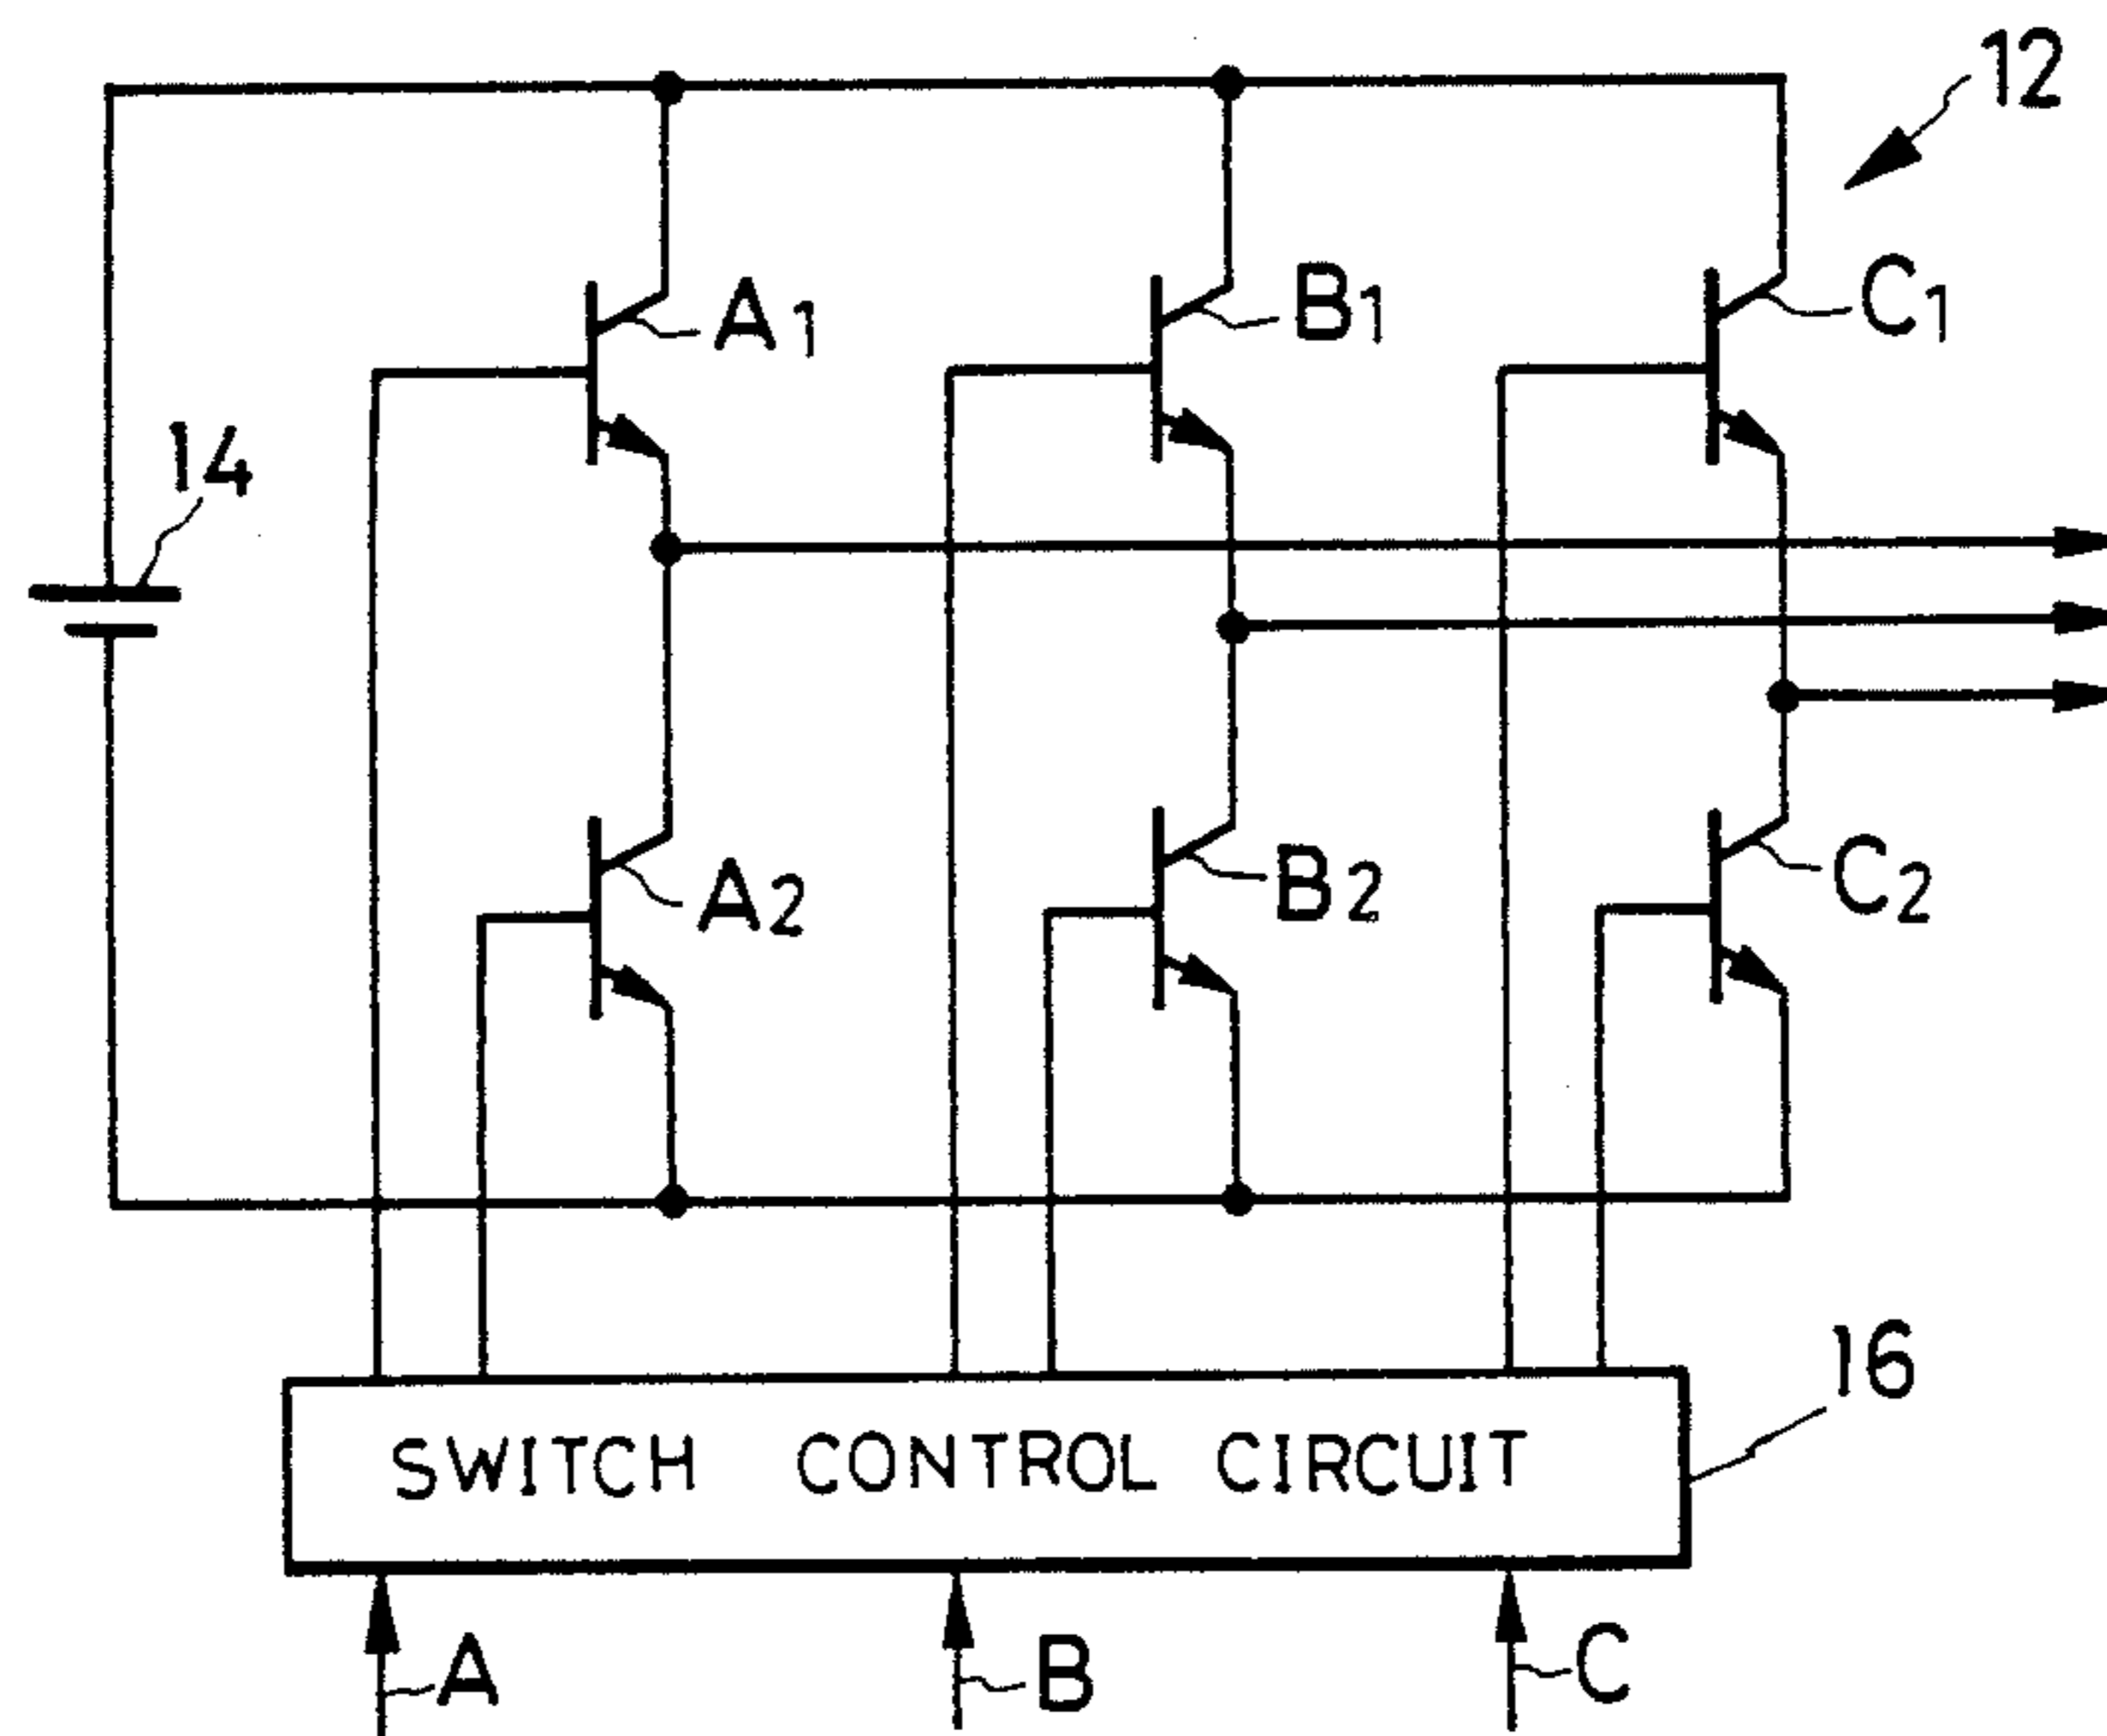 12
A1
B1
C1
14
A2
B2
C2
16
SWITCH CONTROL CIRCUIT
A
B
C